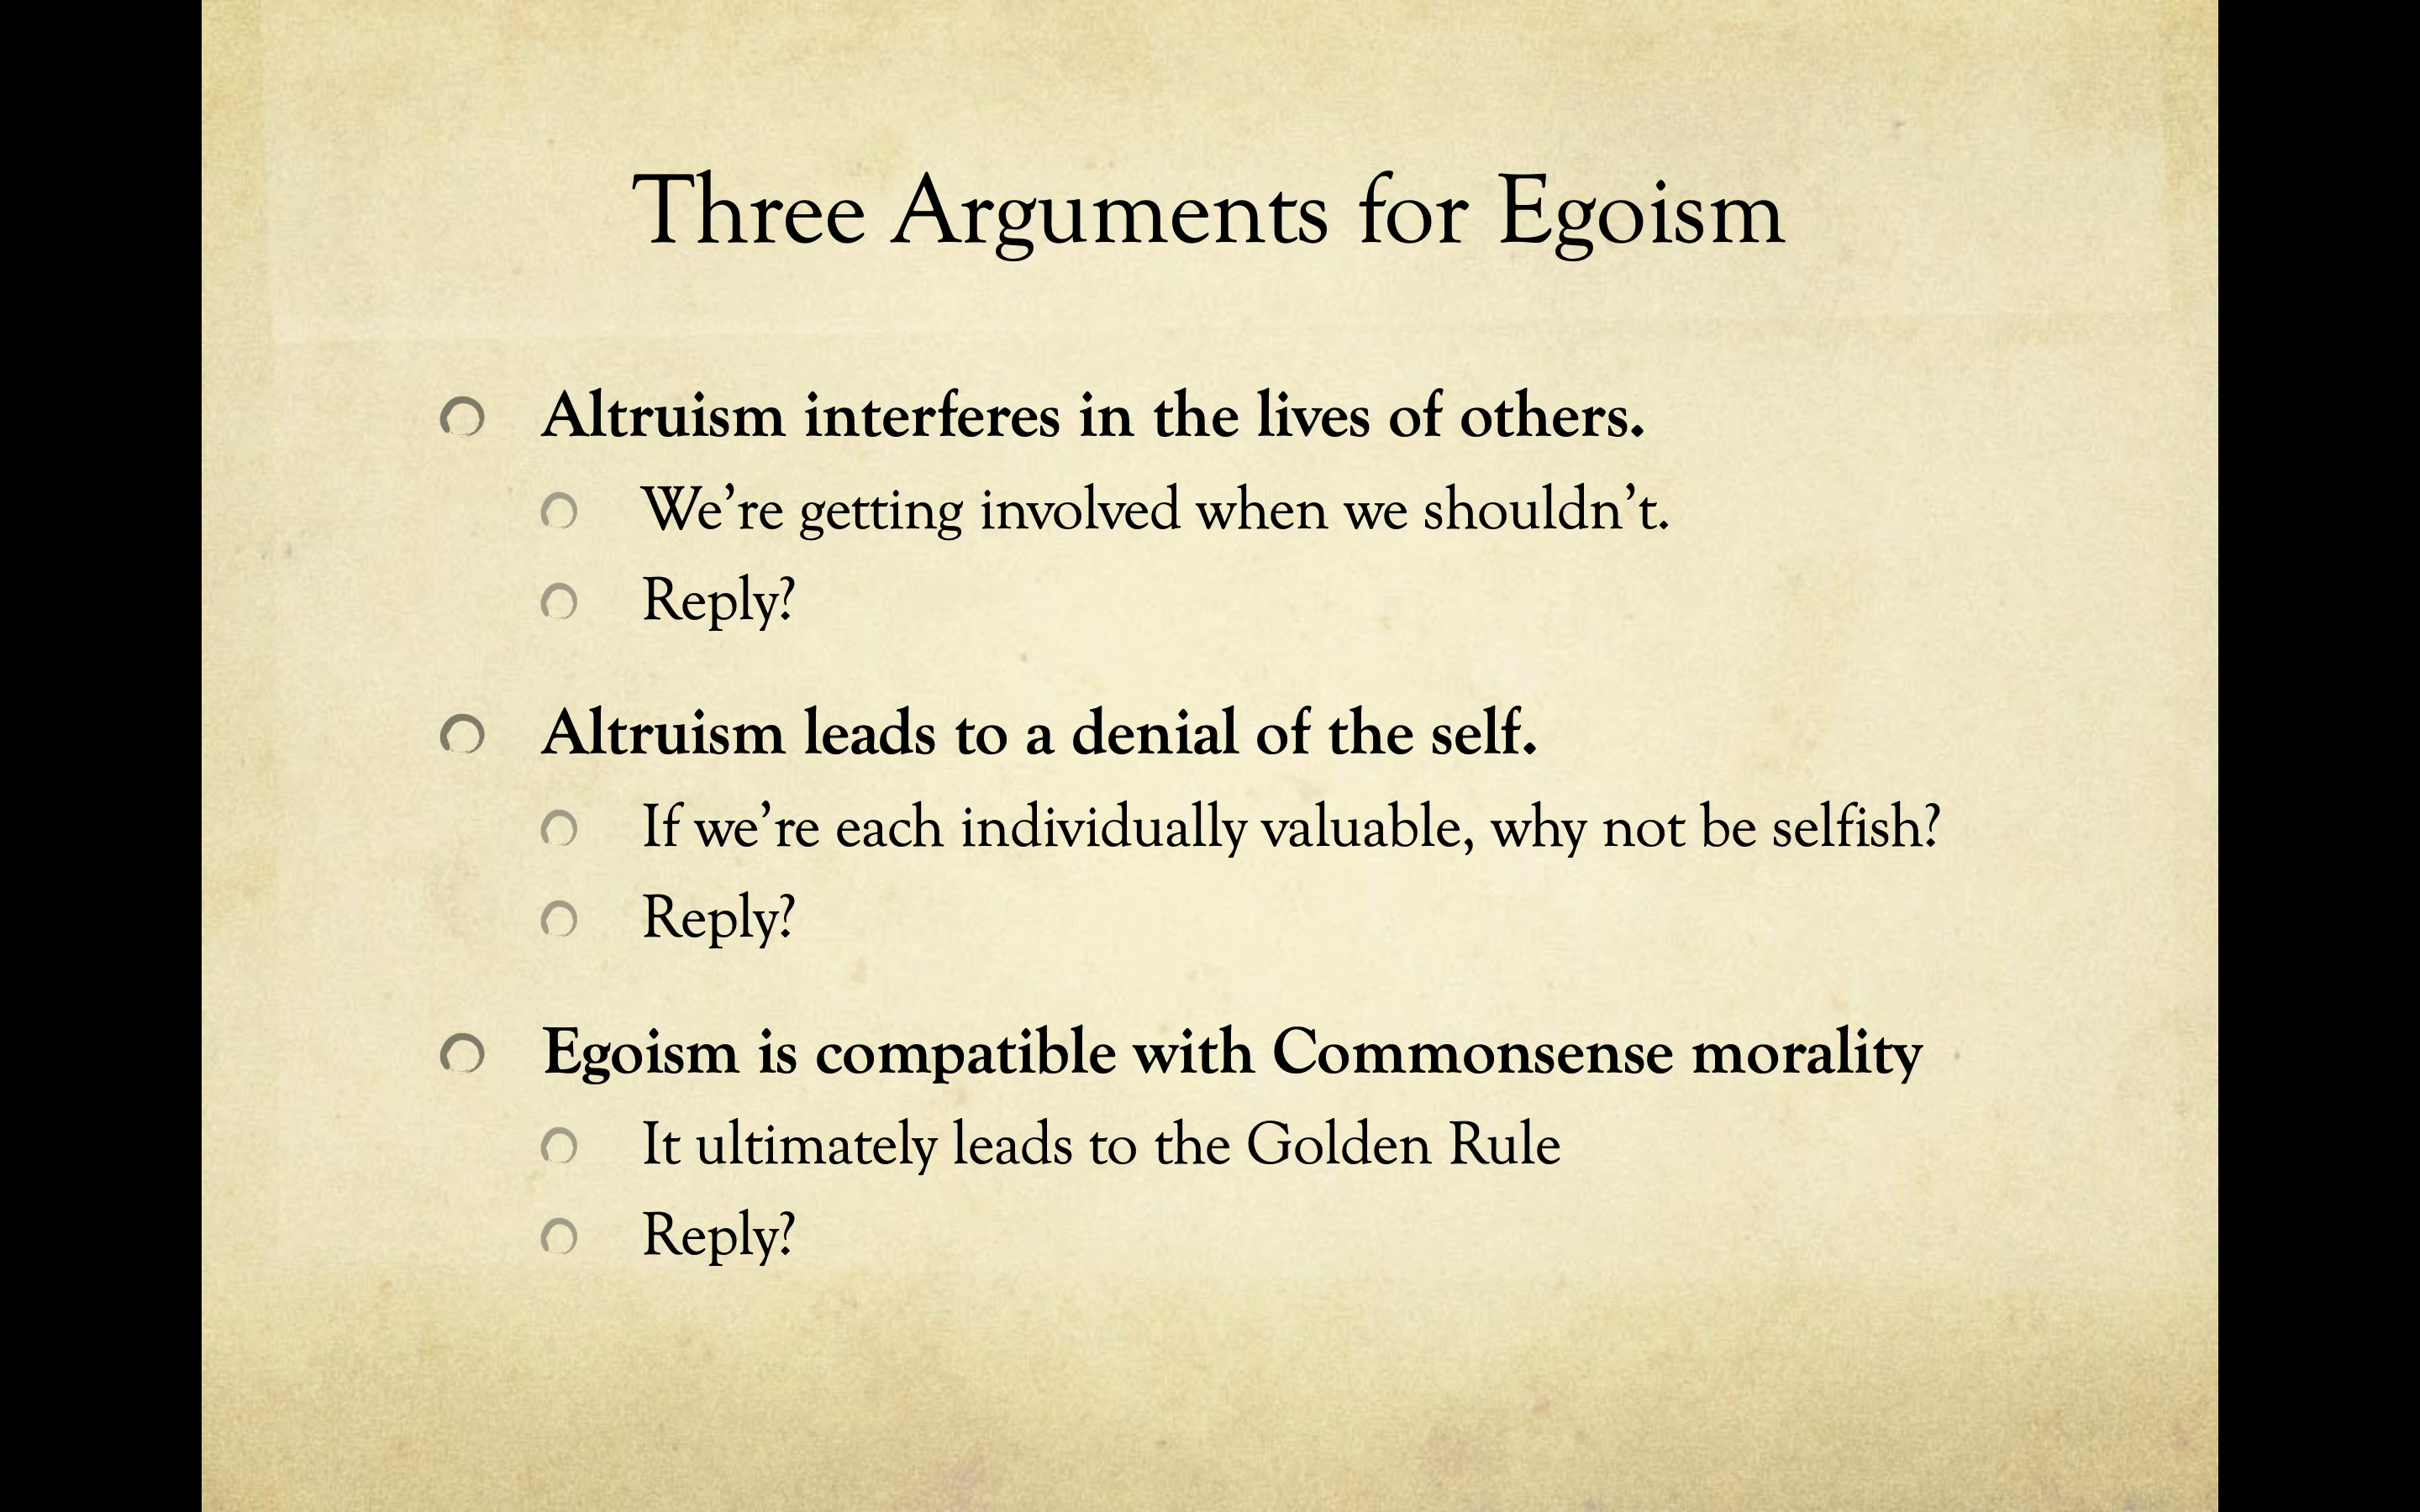 Three Arguments for Egoism
Altruism interferes in the lives of others.
We’re getting involved when we shouldn’t.
Reply?
Altruism leads to a denial of the self.
If we’re each individually valuable, why not be selfish?
Reply?
Egoism is compatible with Commonsense morality
It ultimately leads to the Golden Rule
Reply?